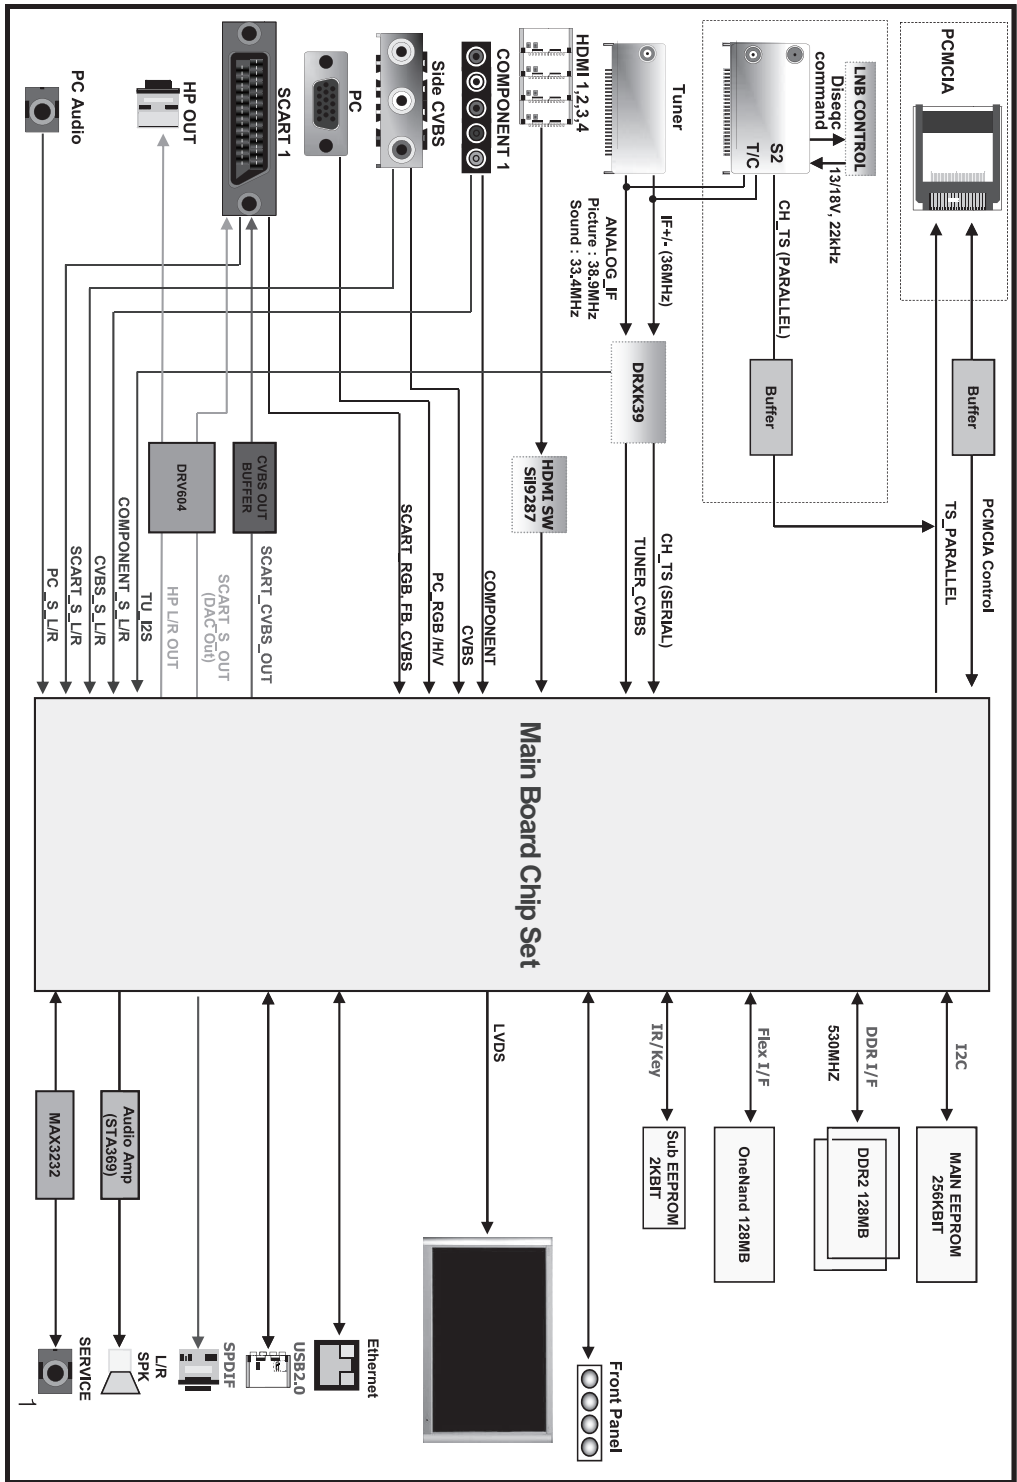 PCMCIA
Buffer
PCMCIA Control
TS_PARALLEL
LNB CONTROL
Diseqc
command
13/18V, 22kHz
S2
T/C
CH_TS (PARALLEL)
Buffer
Tuner
IF+/- (36MHz)
ANALOG_IF
Picture : 38.9MHz
Sound : 33.4MHz
DRXK39
CH_TS (SERIAL)
TUNER_CVBS
HDMI 1,2,3,4
HDMI SW
SiI9287
COMPONENT 1
COMPONENT
Side CVBS
CVBS
PC
PC_RGB /H/V
SCART_RGB, FB, CVBS
SCART 1
CVBS OUT
BUFFER
SCART_CVBS_OUT
SCART_S_OUT
(DAC Out)
DRV604
HP OUT
HP L/R OUT
TU_I2S
COMPONENT_S_L/R
CVBS_S_L/R
SCART_S_L/R
PC Audio
PC_S_L/R
Main Board Chip Set
I2C
MAIN EEPROM
256KBIT
DDR I/F
530MHZ
DDR2 128MB
Flex I/F
OneNand 128MB
IR/Key
Sub EEPROM
2KBIT
Front Panel
LVDS
Ethernet
USB2.0
SPDIF
Audio Amp
(STA369)
L/R
SPK
MAX3232
SERVICE
1